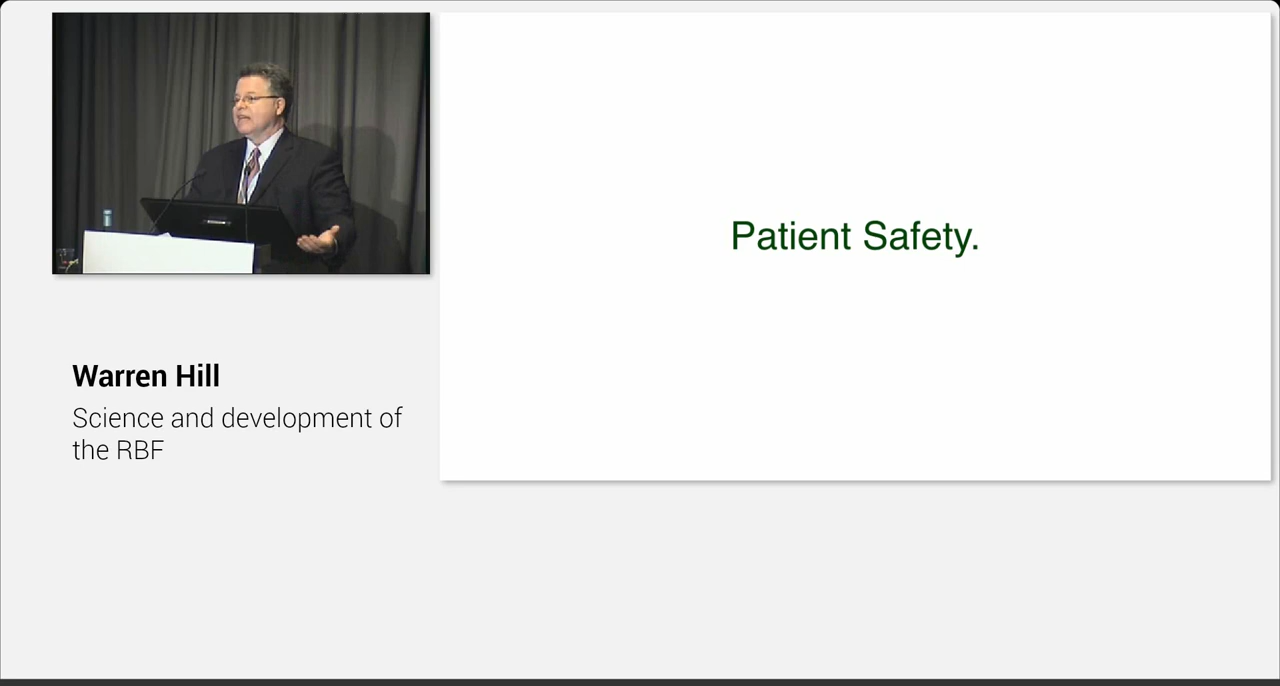 Patient Safety.
Warren Hill
Science and development of
the RBF